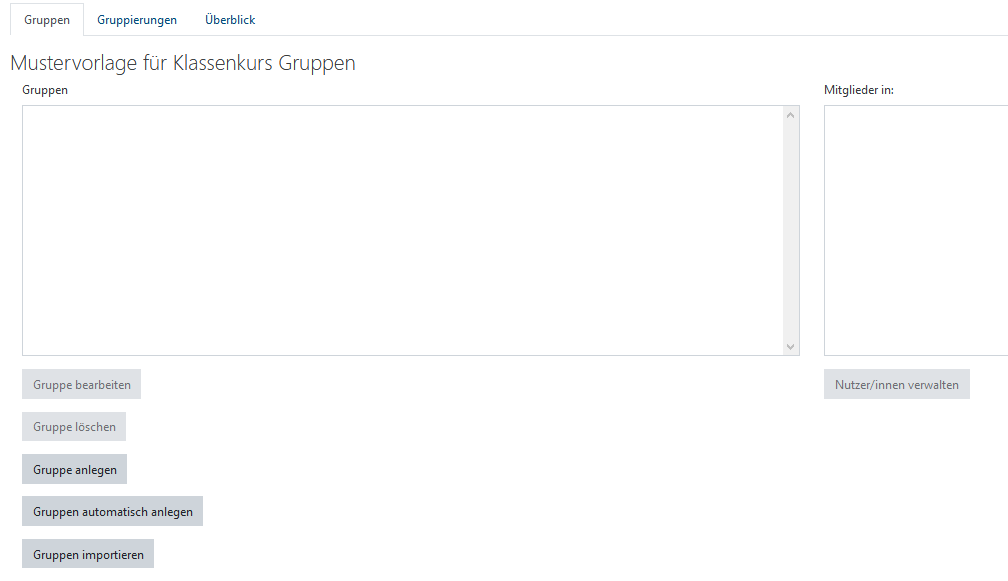 Gruppen Gruppierungen Überblick
Mustervorlage für Klassenkurs Gruppen
Gruppen
Mitglieder in:
Gruppe bearbeiten
Nutzer/innen verwalten
Gruppe löschen
Gruppe anlegen
Gruppen automatisch anlegen
Gruppen importieren